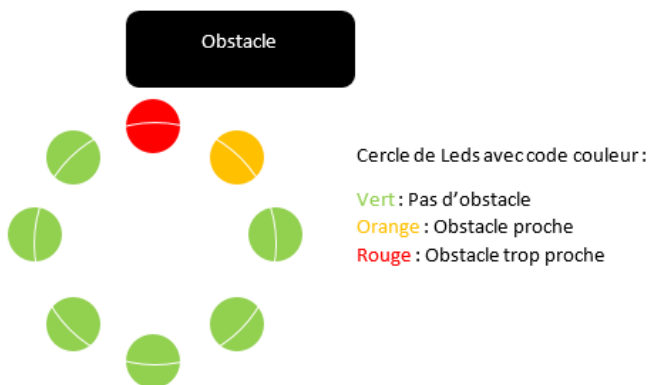 Obstacle
Cercle de Leds avec code couleur :
Vert : Pas d'obstacle
Orange : Obstacle proche
Rouge : Obstacle trop proche